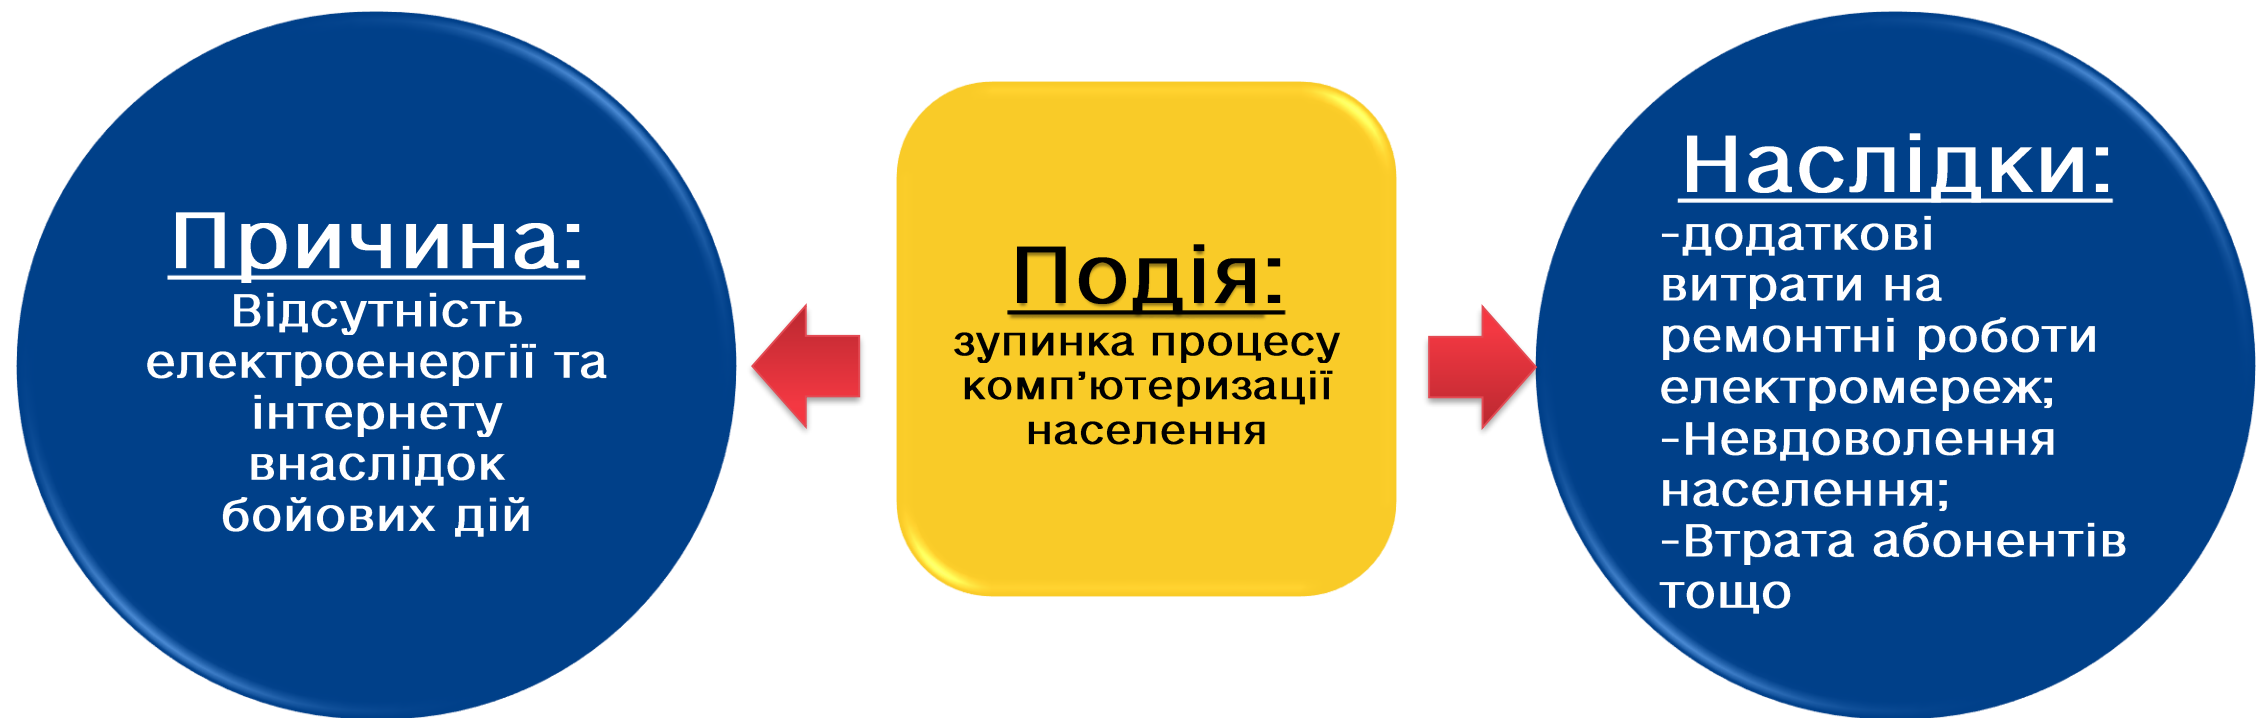 Причина:
Відсутність
електроенергії та
інтернету
внаслідок
бойових дій
Подія:
зупинка процесу
комп’ютеризації
населення
Наслідки:
-додаткові
витрати на
ремонтні роботи
електромереж;
-Невдоволення
населення;
-Втрата абонентів
тощо